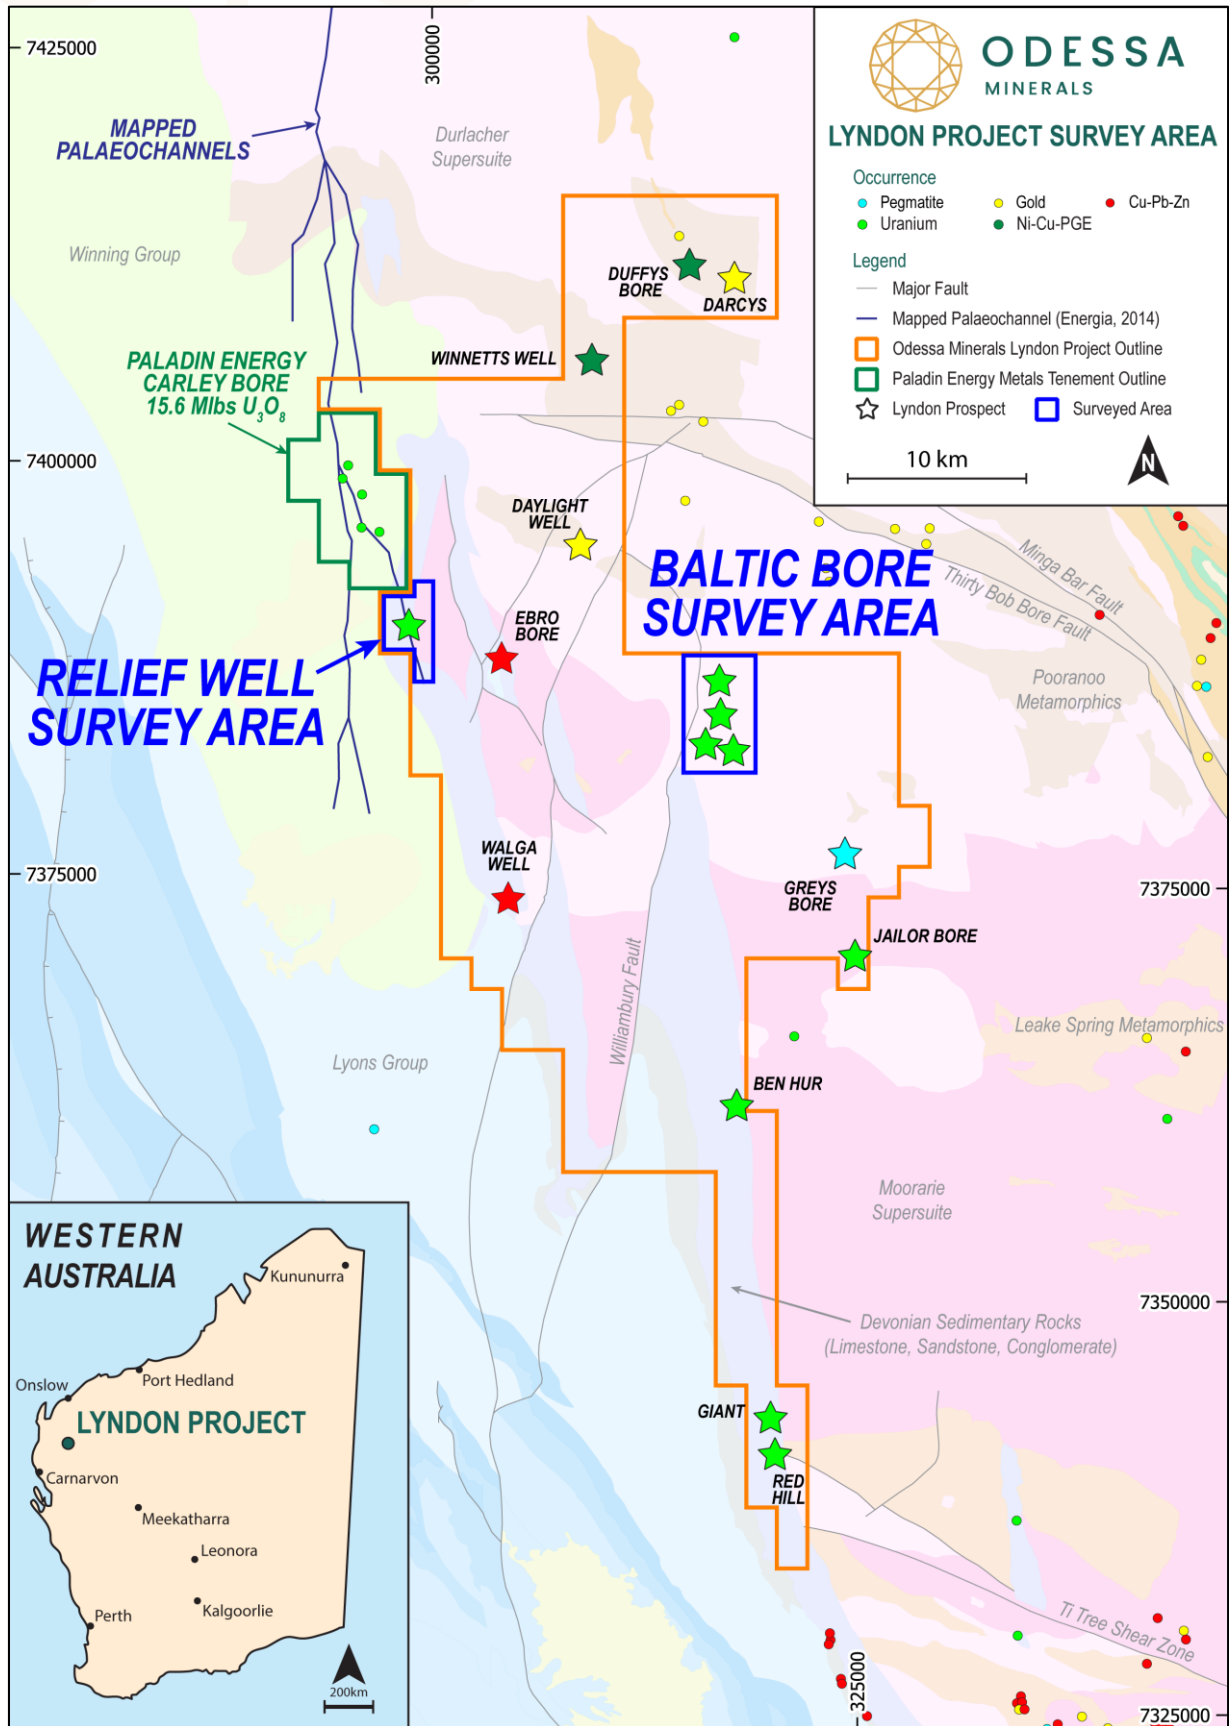 7425000
300000
ODESSA
MINERALS
LYNDON PROJECT SURVEY AREA
Occurrence
Pegmatite
Gold
Cu-Pb-Zn
Uranium
Ni-Cu-PGE
Legend
Major Fault
Mapped Palaeochannel (Energia, 2014)
Odessa Minerals Lyndon Project Outline
Paladin Energy Metals Tenement Outline
Lyndon Prospect
Surveyed Area
10 km
N
MAPPED
PALAEOCHANNELS
Durlacher
Supersuite
Winning Group
DUFFYS
BORE
DARCYS
WINNETTS WELL
PALADIN ENERGY
CARLEY BORE
15.6 Mlbs U₃O₈
7400000
DAYLIGHT
WELL
BALTIC BORE
SURVEY AREA
Minga Bar Fault
Thirty Bob Bore Fault
EBRO
BORE
RELIEF WELL
SURVEY AREA
Pooranoo
Metamorphics
WALGA
WELL
7375000
GREYS
BORE
7375000
JAILOR BORE
Williambury Fault
Leake Spring Metamorphics
Lyons Group
BEN HUR
Moorarie
Supersuite
7350000
Devonian Sedimentary Rocks
(Limestone, Sandstone, Conglomerate)
GIANT
RED
HILL
Ti Tree Shear Zone
325000
7325000
WESTERN
AUSTRALIA
Kununurra
Port Hedland
Onslow
LYNDON PROJECT
Carnarvon
Meekatharra
Leonora
Kalgoorlie
Perth
200km